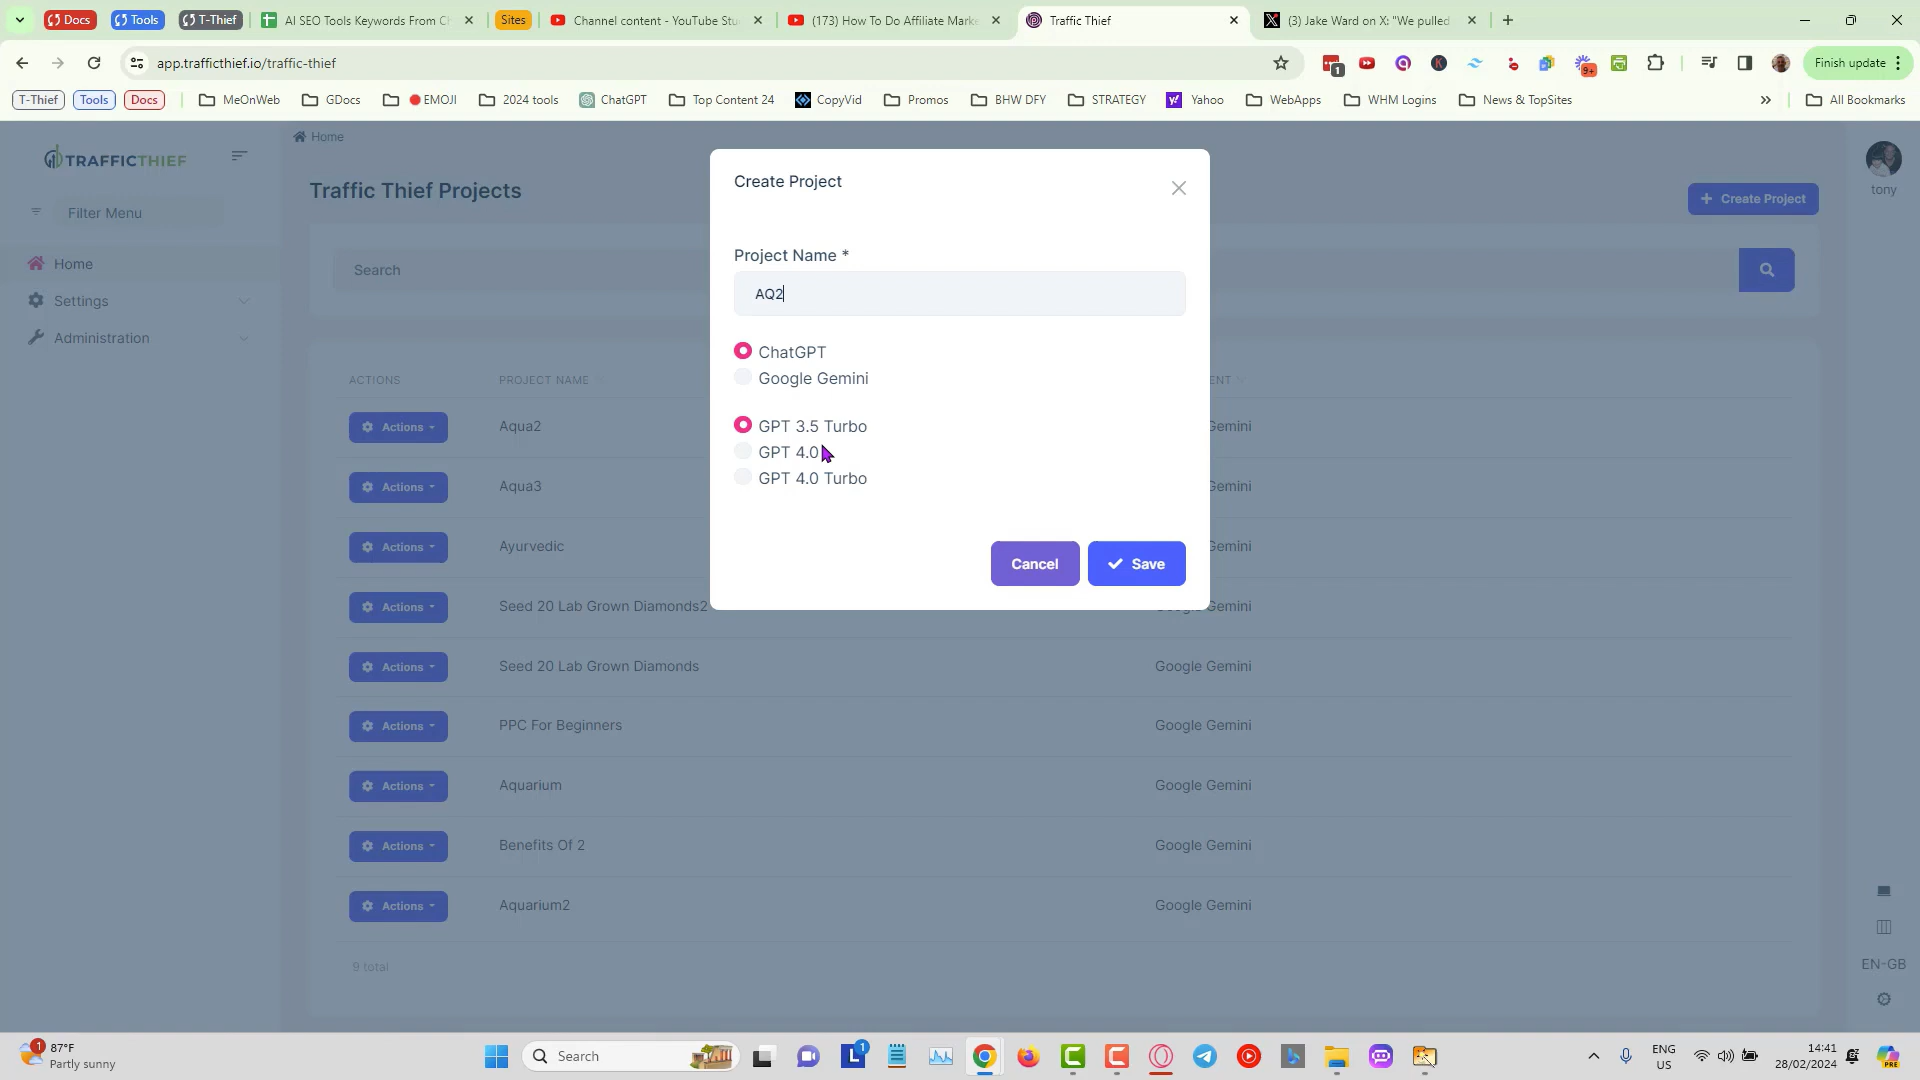 Docs
Tools
T-Thief
AI SEO Tools Keywords From C
Sites
Channel content - YouTube Stu
(173) How To Do Affiliate Marke
Traffic Thief
(3) Jake Ward on X: "We pulled
app.trafficthief.io/traffic-thief
1
9+
Finish update
T-Thief
Tools
Docs
MeOnWeb
GDocs
EMOJI
2024 tools
ChatGPT
Top Content 24
CopyVid
Promos
BHW DFY
STRATEGY
Yahoo
WebApps
WHM Logins
News & TopSites
All Bookmarks
TRAFFICTHIEF
Home
tony
Traffic Thief Projects
Create Project
Filter Menu
Home
Settings
Administration
Search
ACTIONS
PROJECT NAME
ENT
Actions
Aqua2
Gemini
Actions
Aqua3
Gemini
Actions
Ayurvedic
Gemini
Actions
Seed 20 Lab Grown Diamonds2
Google Gemini
Actions
Seed 20 Lab Grown Diamonds
Google Gemini
Actions
PPC For Beginners
Google Gemini
Actions
Aquarium
Google Gemini
Actions
Benefits Of 2
Google Gemini
Actions
Aquarium2
Google Gemini
9 total
EN-GB
Create Project
Project Name *
AQ2
ChatGPT
Google Gemini
GPT 3.5 Turbo
GPT 4.0
GPT 4.0 Turbo
Cancel
Save
1
87°F
Partly sunny
Search
L
1
ENG
US
14:41
28/02/2024
PRE